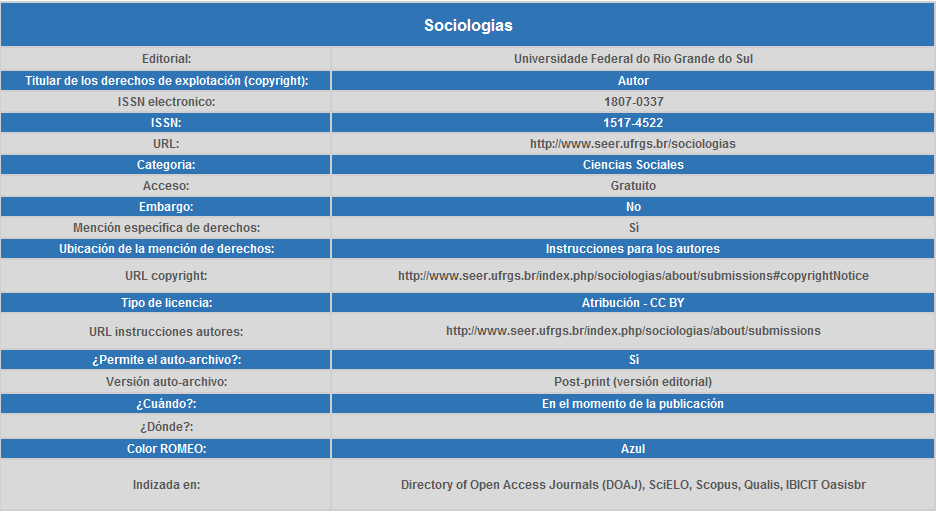 Sociologias
Editorial: Universidade Federal do Rio Grande do Sul
Titular de los derechos de explotación (copyright): Autor
ISSN electronico: 1807-0337
ISSN: 1517-4522
URL: http://www.seer.ufrgs.br/sociologias
Categoria: Ciencias Sociales
Acceso: Gratuito
Embargo: No
Mención específica de derechos: Sí
Ubicación de la mención de derechos: Instrucciones para los autores
URL copyright: http://www.seer.ufrgs.br/index.php/sociologias/about/submissions#copyrightNotice
Tipo de licencia: Atribución - CC BY
URL instrucciones autores: http://www.seer.ufrgs.br/index.php/sociologias/about/submissions
¿Permite el auto-archivo?: Sí
Versión auto-archivo: Post-print (versión editorial)
¿Cuándo?: En el momento de la publicación
¿Dónde?:
Color ROMEO: Azul
Indizada en: Directory of Open Access Journals (DOAJ), SciELO, Scopus, Qualis, IBICIT Oasisbr